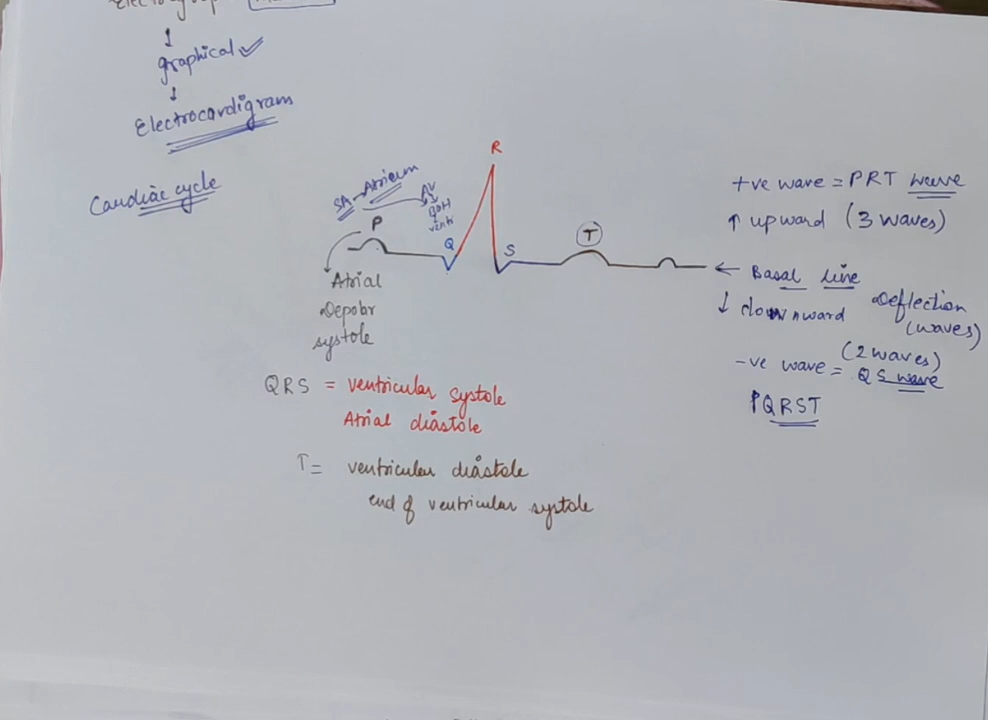 graphical
Electrocardigram
Cardiac cycle
SA - Atrieum
AV
P
Q
R
S
T
Atrial
Depolar
systole
+ve wave = PRT wave
↑ upward (3 waves)
← Basal line
↓ downward
Deflection
(waves)
(2 waves)
-ve wave = QS wave
PQRST
QRS = ventricular systole
Atrial diastole
T = ventricular diastole
end of ventricular systole